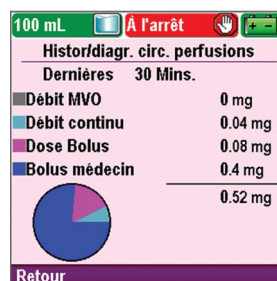 100 mL À l'arrêt
Histor/diagr. circ. perfusions
Dernières 30 Mins.
Débit MVO 0 mg
Débit continu 0.04 mg
Dose Bolus 0.08 mg
Bolus médecin 0.4 mg
0.52 mg
Retour